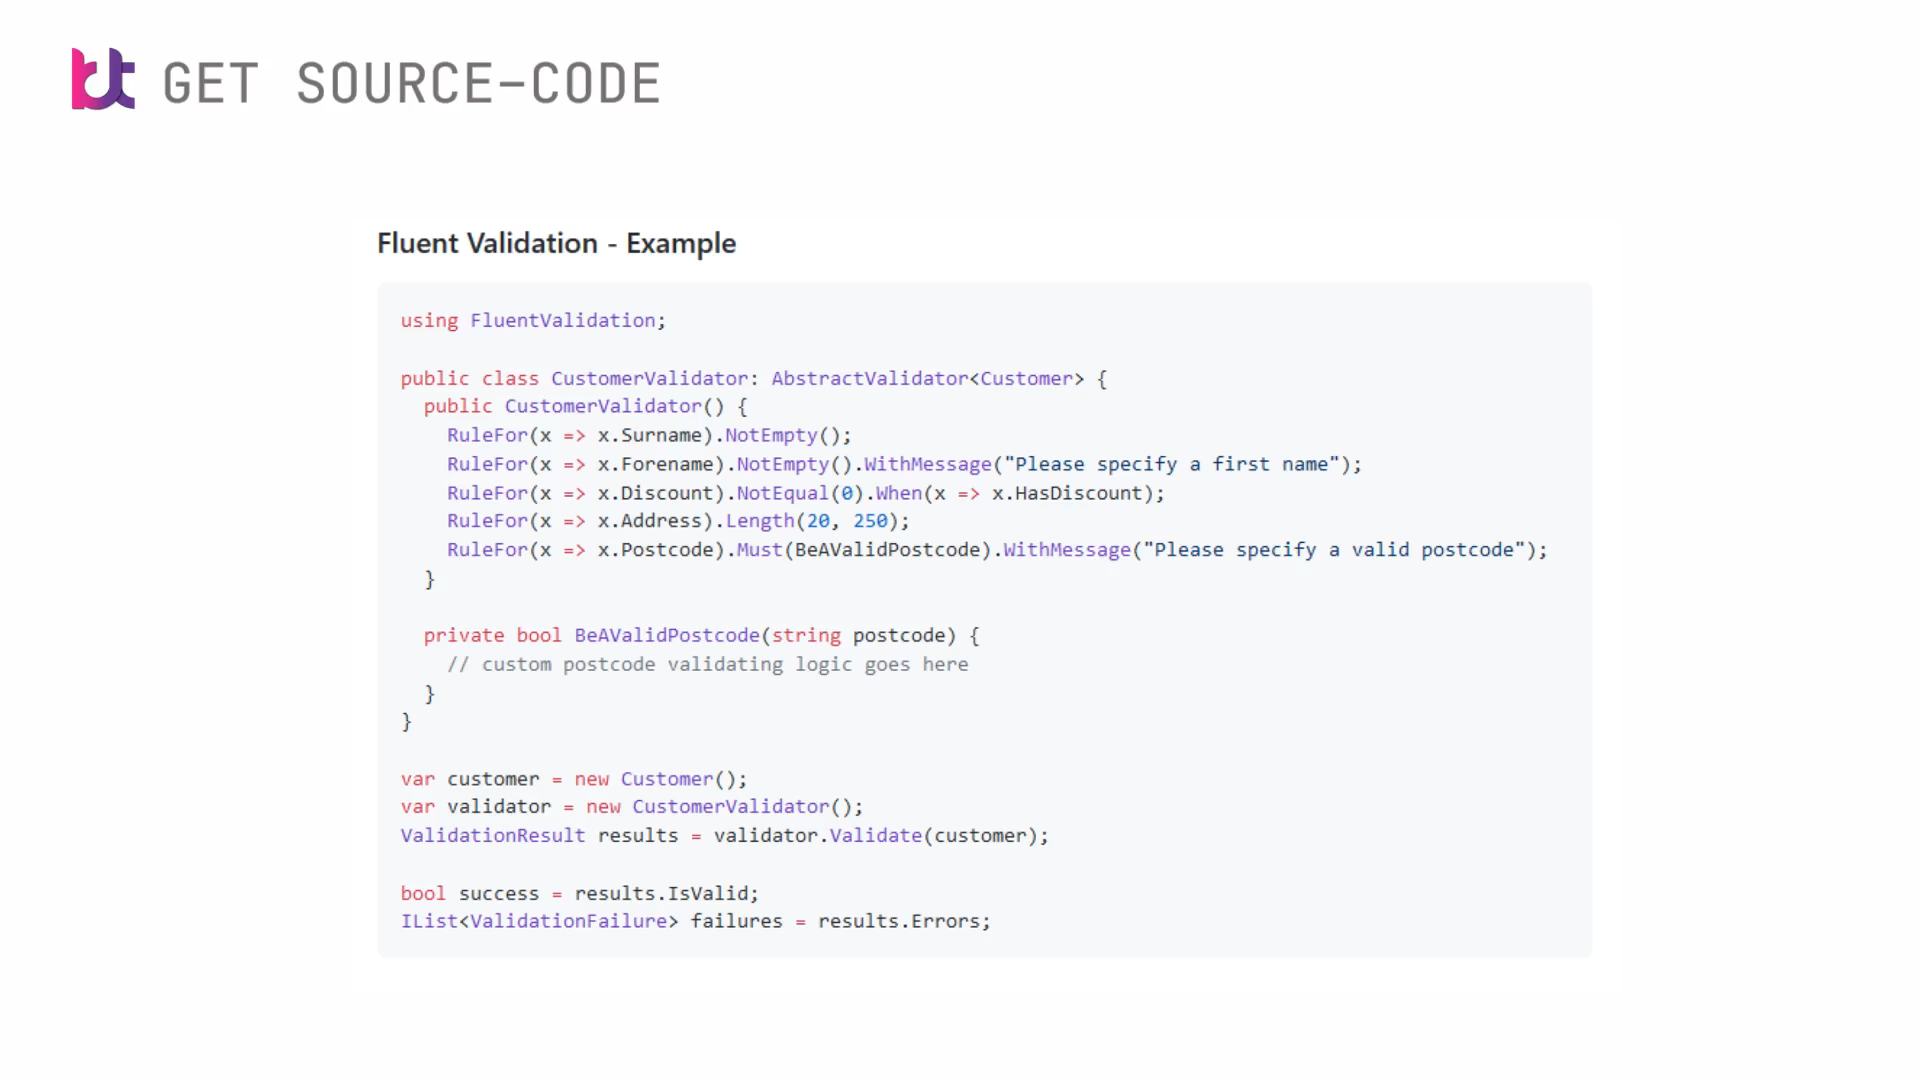 GET SOURCE-CODE
Fluent Validation - Example
using FluentValidation;
public class CustomerValidator: AbstractValidator<Customer> {
  public CustomerValidator() {
    RuleFor(x => x.Surname).NotEmpty();
    RuleFor(x => x.Forename).NotEmpty().WithMessage("Please specify a first name");
    RuleFor(x => x.Discount).NotEqual(0).When(x => x.HasDiscount);
    RuleFor(x => x.Address).Length(20, 250);
    RuleFor(x => x.Postcode).Must(BeAValidPostcode).WithMessage("Please specify a valid postcode");
  }
  private bool BeAValidPostcode(string postcode) {
    // custom postcode validating logic goes here
  }
}
var customer = new Customer();
var validator = new CustomerValidator();
ValidationResult results = validator.Validate(customer);
bool success = results.IsValid;
IList<ValidationFailure> failures = results.Errors;